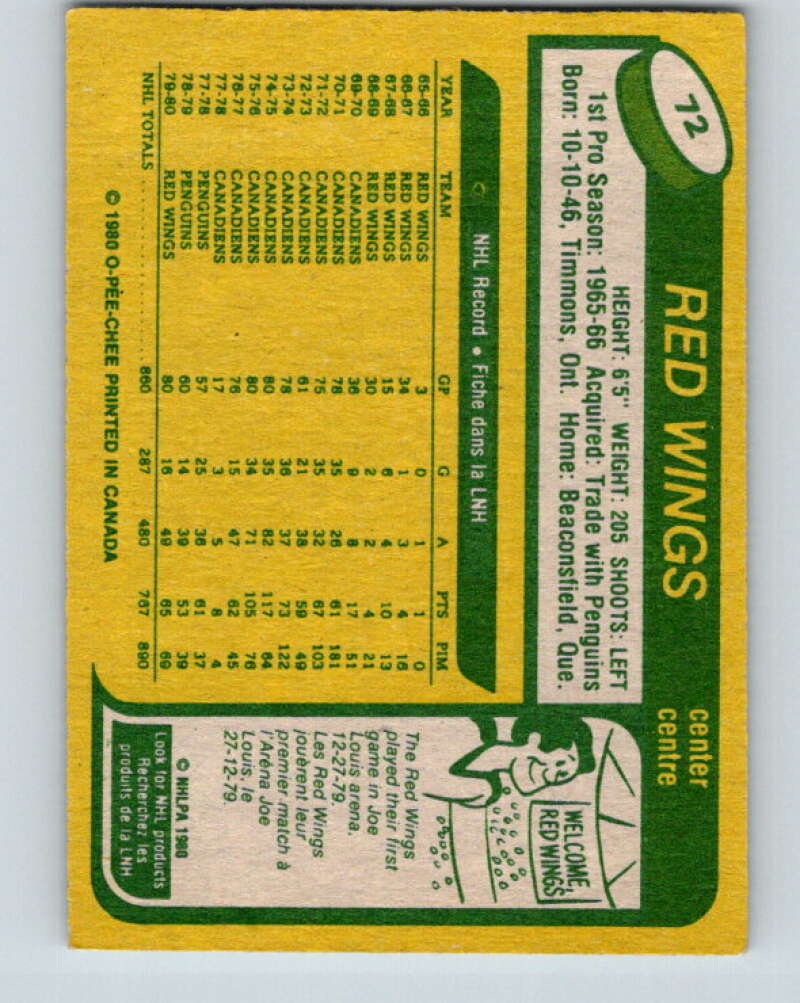 72
RED WINGS
center
centre
HEIGHT: 6'5" WEIGHT: 205 SHOOTS: LEFT
1st Pro Season: 1965-66 Acquired: Trade with Penguins
Born: 10-10-46, Timmons, Ont. Home: Beaconsfield, Que.
NHL Record • Fiche dans la LNH
YEAR TEAM GP G A PTS PIM
65-66 RED WINGS 3 0 1 1 0
66-67 RED WINGS 34 1 3 4 16
67-68 RED WINGS 15 6 4 10 13
68-69 RED WINGS 30 2 2 4 21
69-70 CANADIENS 36 9 8 17 51
70-71 CANADIENS 78 35 26 61 181
71-72 CANADIENS 75 35 32 67 103
72-73 CANADIENS 61 21 38 59 49
73-74 CANADIENS 78 36 37 73 122
74-75 CANADIENS 80 35 82 117 64
75-76 CANADIENS 80 34 71 105 76
76-77 CANADIENS 76 15 47 62 45
77-78 CANADIENS 17 3 5 8 4
77-78 PENGUINS 57 25 36 61 37
78-79 PENGUINS 60 14 39 53 39
79-80 RED WINGS 80 16 49 65 69
NHL TOTALS 860 287 480 767 890
© 1980 O-PEE-CHEE PRINTED IN CANADA
WELCOME,
RED WINGS
The Red Wings
played their first
game in Joe
Louis arena.
12-27-79.
Les Red Wings
jouèrent leur
premier match à
l'Aréna Joe
Louis, le
27-12-79.
© NHLPA 1980
Look for NHL products
Recherchez les
produits de la LNH